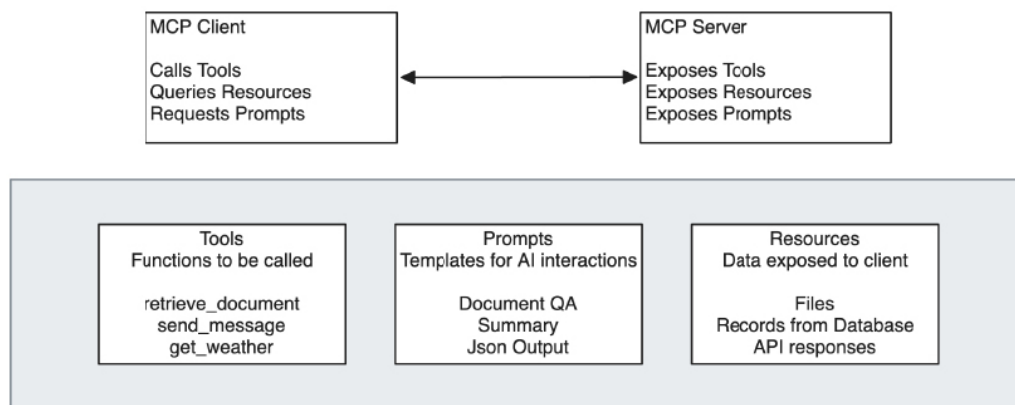 MCP Client
Calls Tools
Queries Resources
Requests Prompts
MCP Server
Exposes Tools
Exposes Resources
Exposes Prompts
Tools
Functions to be called
retrieve_document
send_message
get_weather
Prompts
Templates for AI interactions
Document QA
Summary
Json Output
Resources
Data exposed to client
Files
Records from Database
API responses